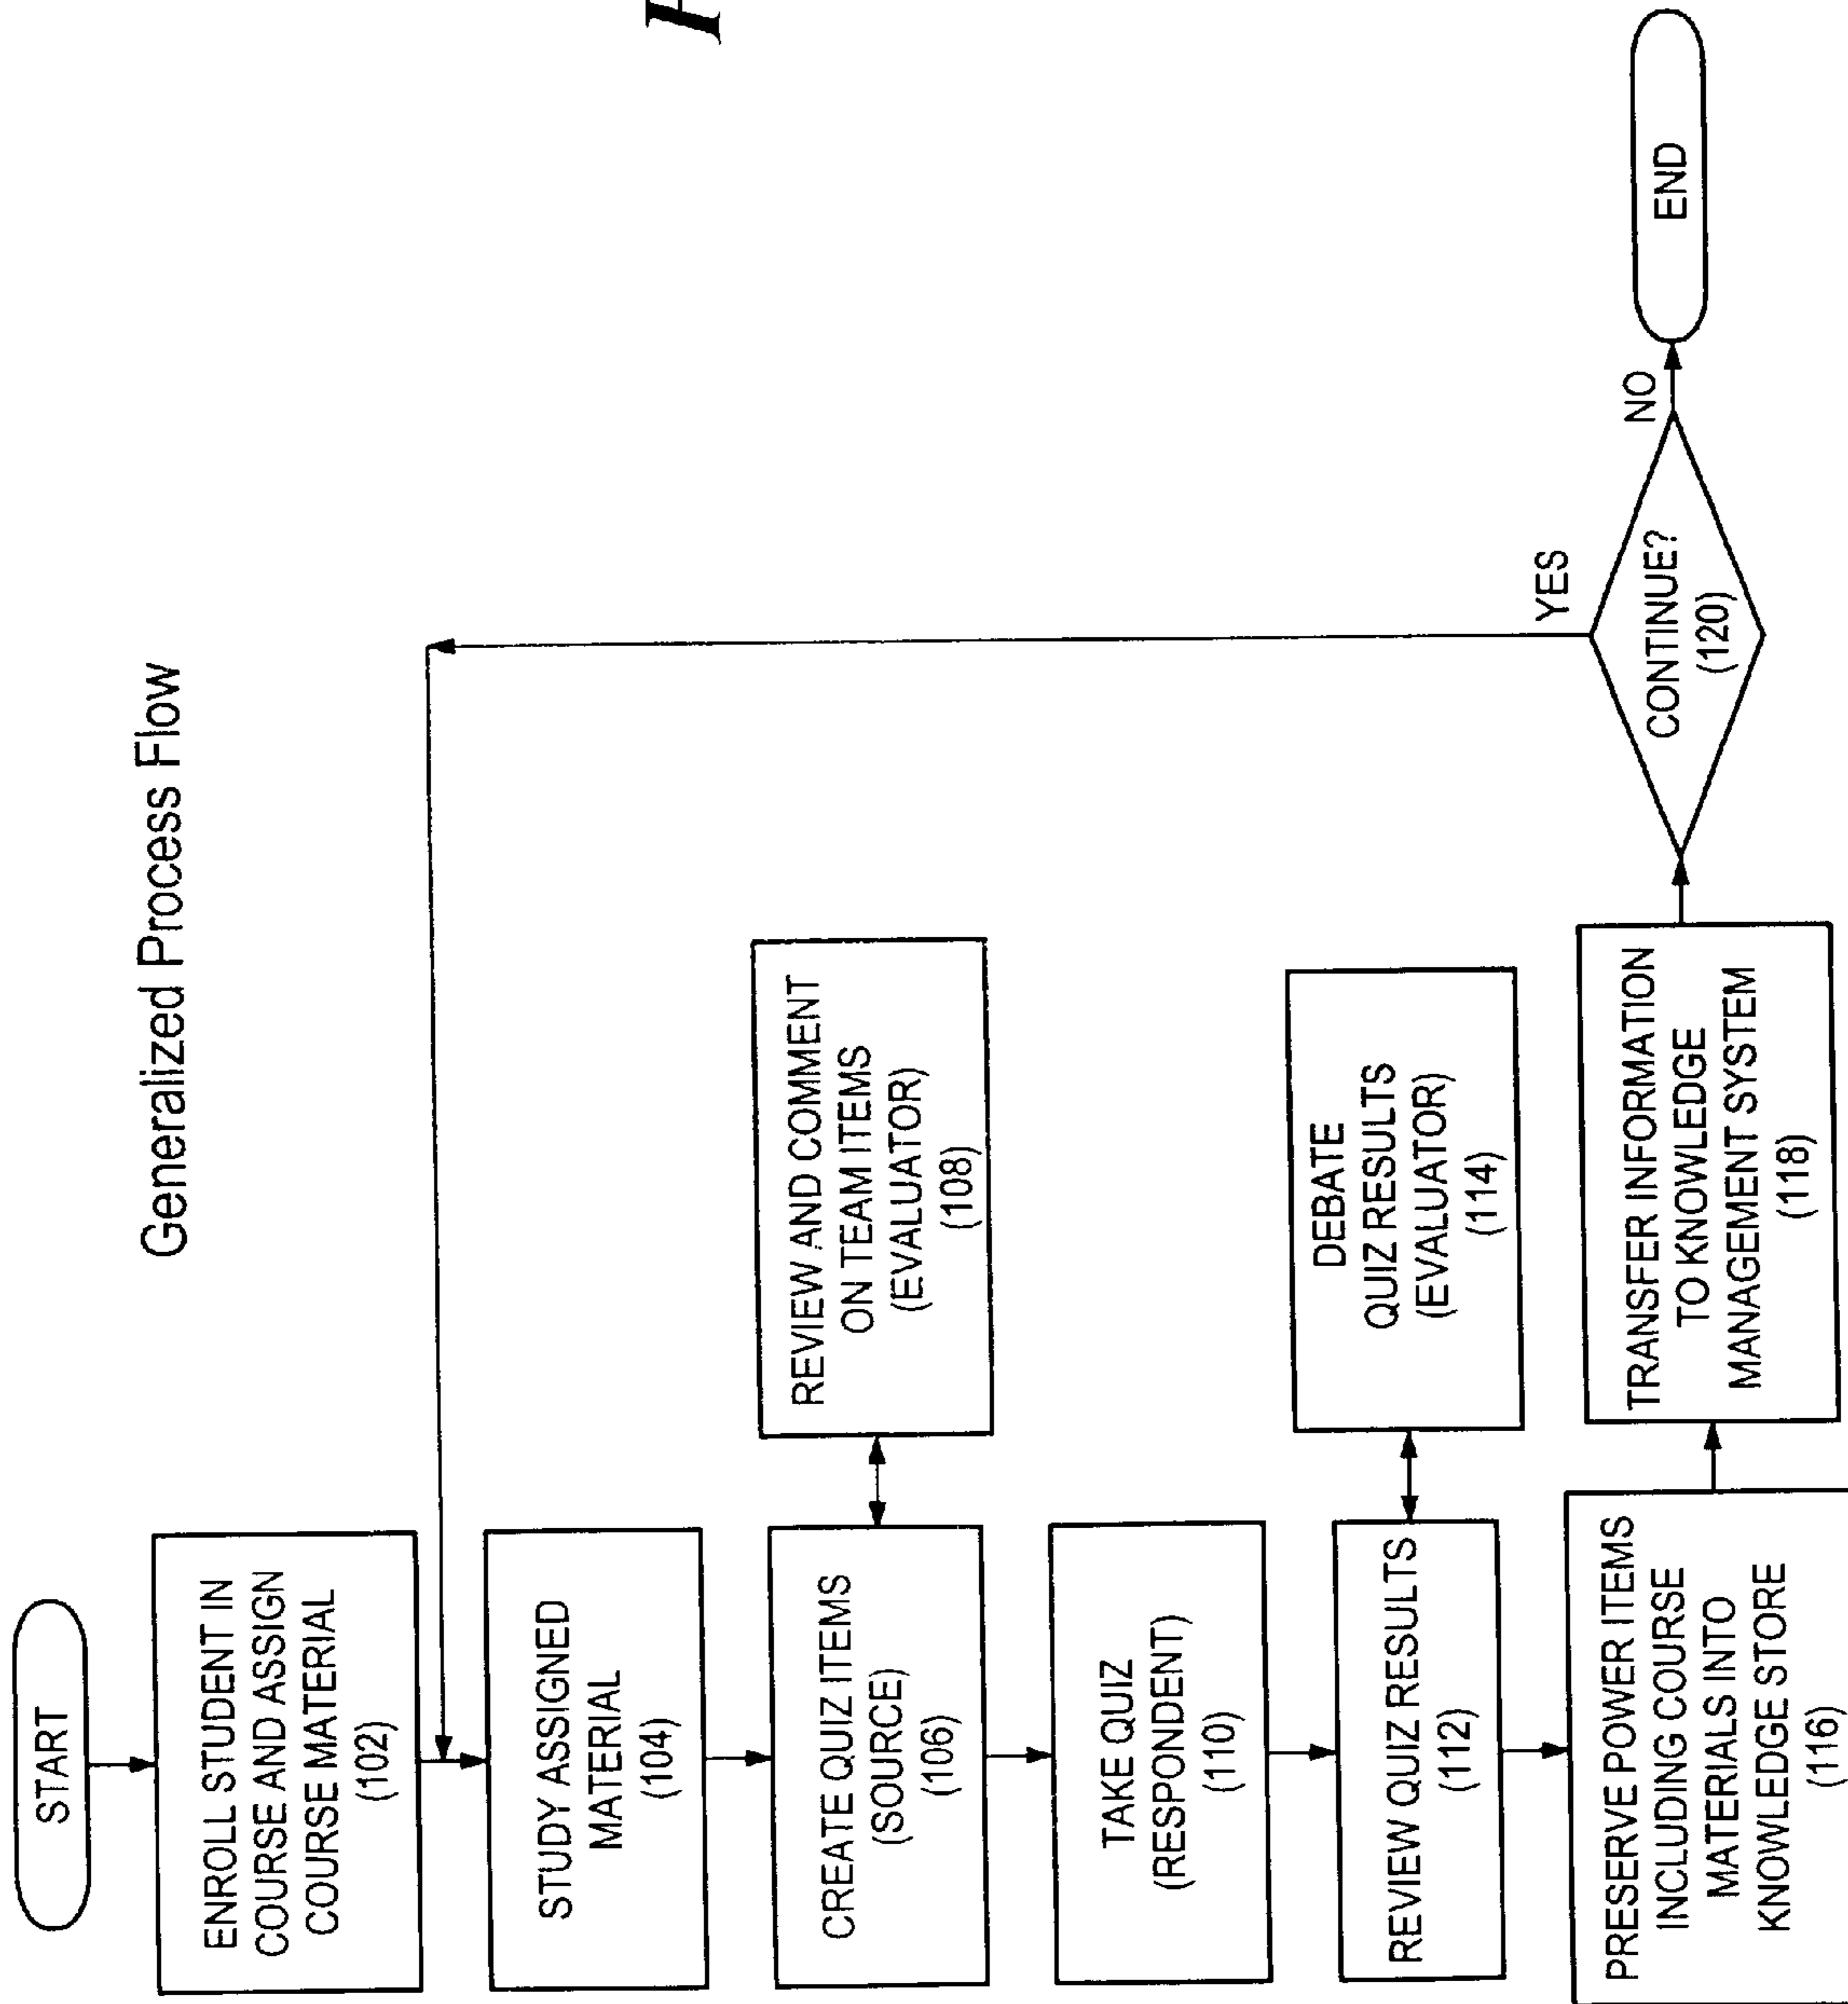 Generalized Process Flow
START
ENROLL STUDENT IN
COURSE AND ASSIGN
COURSE MATERIAL
(102)
STUDY ASSIGNED
MATERIAL
(104)
CREATE QUIZ ITEMS
(SOURCE)
(106)
REVIEW AND COMMENT
ON TEAM ITEMS
(EVALUATOR)
(108)
TAKE QUIZ
(RESPONDENT)
(110)
REVIEW QUIZ RESULTS
(112)
DEBATE
QUIZ RESULTS
(EVALUATOR)
(114)
PRESERVE POWER ITEMS
INCLUDING COURSE
MATERIALS INTO
KNOWLEDGE STORE
(116)
TRANSFER INFORMATION
TO KNOWLEDGE
MANAGEMENT SYSTEM
(118)
CONTINUE?
(120)
YES
NO
END